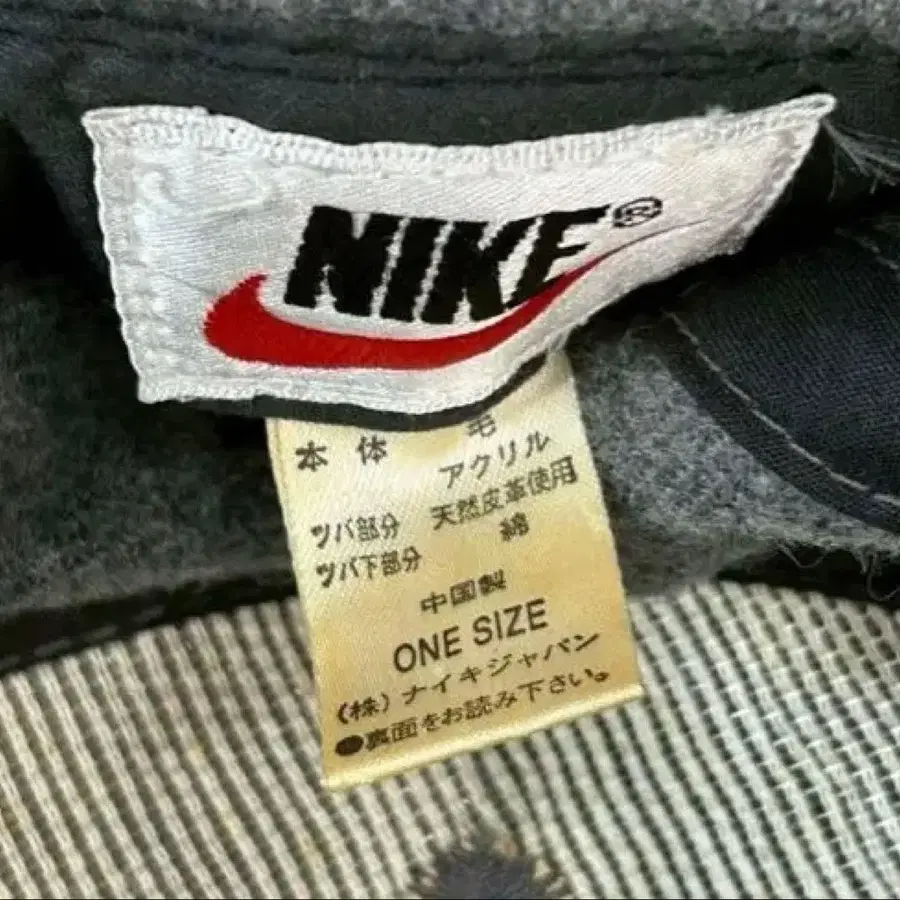 NIKE®
本体 毛
アクリル
ツバ部分 天然皮革使用
ツバ下部分 綿
中国製
ONE SIZE
(株)ナイキジャパン
●裏面をお読み下さい。